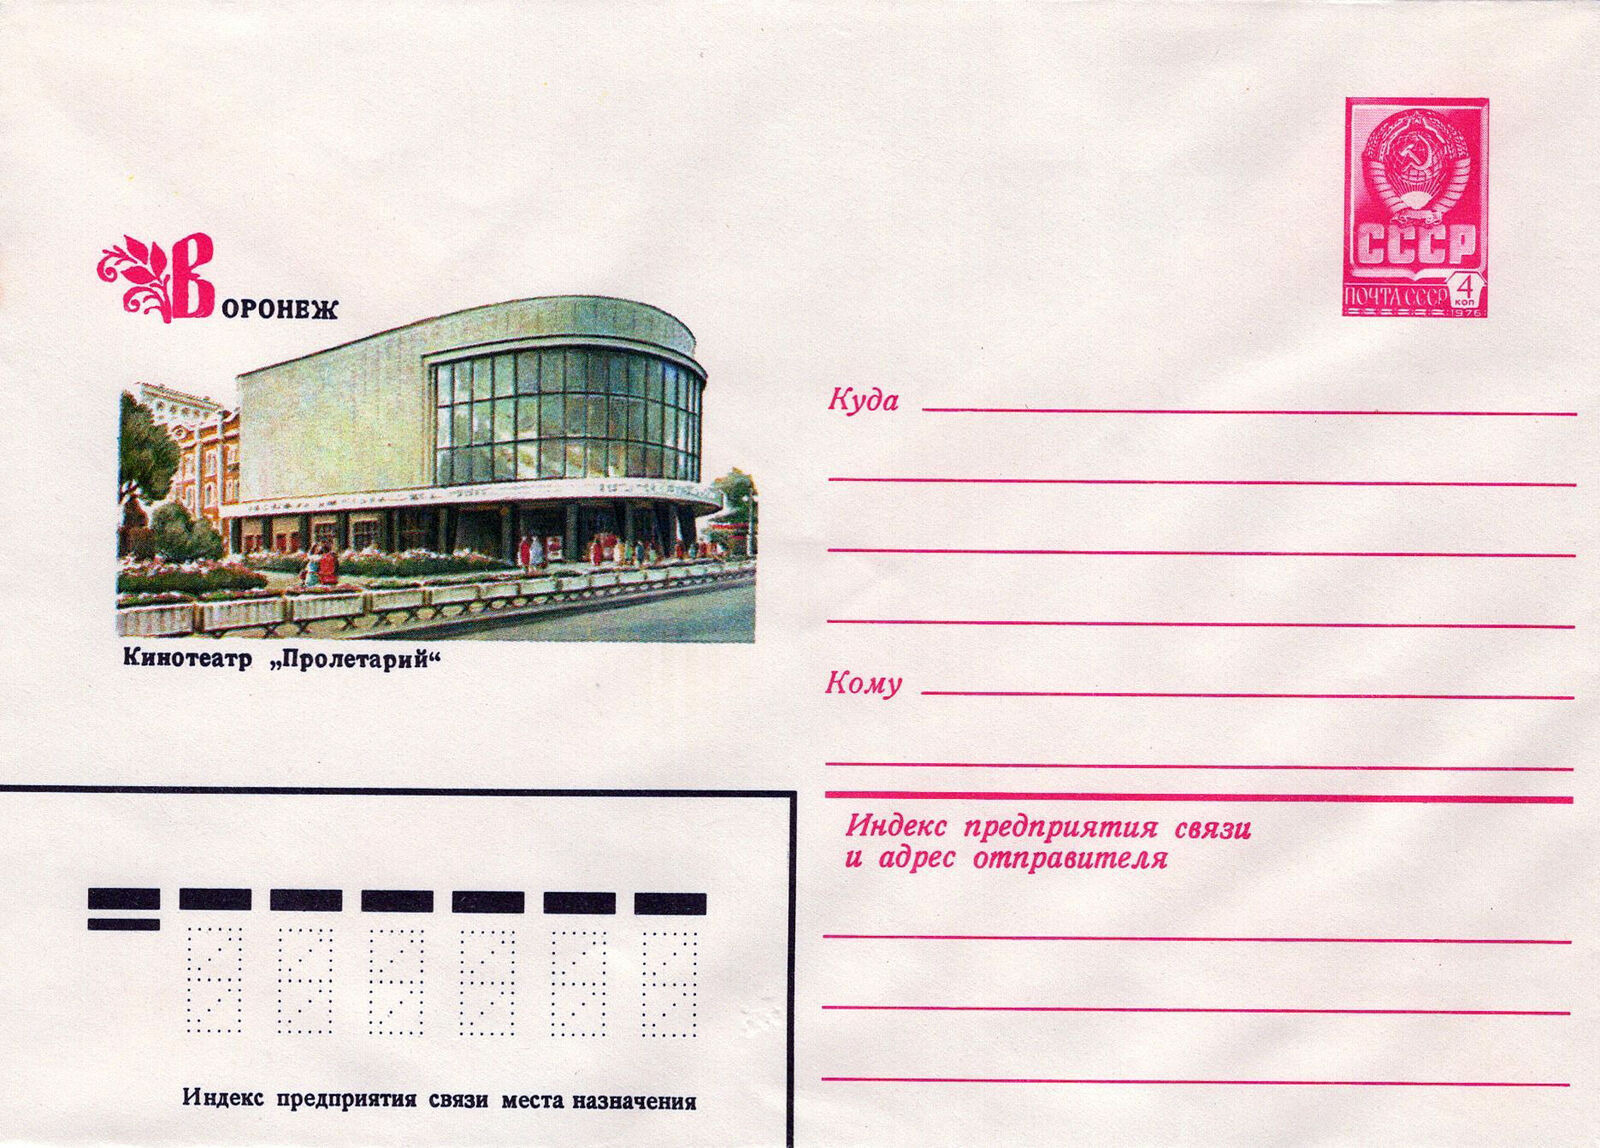 Воронеж
Кинотеатр „Пролетарий“
СССР
ПОЧТА СССР 4 КОП
1976
Куда
Кому
Индекс предприятия связи
и адрес отправителя
Индекс предприятия связи места назначения